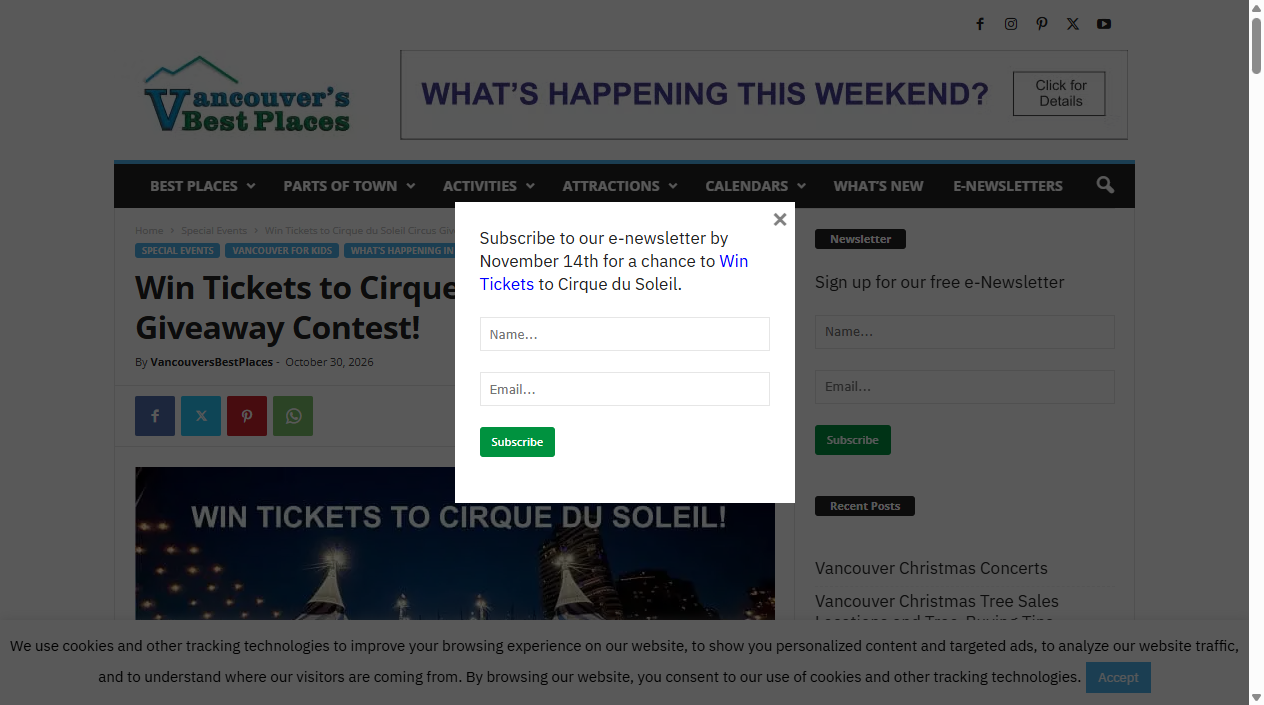 Vancouver's
Best Places
WHAT'S HAPPENING THIS WEEKEND?
Click for
Details
BEST PLACES
PARTS OF TOWN
ACTIVITIES
ATTRACTIONS
CALENDARS
WHAT'S NEW
E-NEWSLETTERS
Home › Special Events › Win Tickets to Cirque du Soleil Circus Giv
SPECIAL EVENTS
VANCOUVER FOR KIDS
WHAT'S HAPPENING IN
Win Tickets to Cirque
Giveaway Contest!
By VancouversBestPlaces - October 30, 2026
WIN TICKETS TO CIRQUE DU SOLEIL!
×
Subscribe to our e-newsletter by
November 14th for a chance to Win
Tickets to Cirque du Soleil.
Name...
Email...
Subscribe
Newsletter
Sign up for our free e-Newsletter
Name...
Email...
Subscribe
Recent Posts
Vancouver Christmas Concerts
Vancouver Christmas Tree Sales
Locations and Tree-Buying Tips
We use cookies and other tracking technologies to improve your browsing experience on our website, to show you personalized content and targeted ads, to analyze our website traffic,
and to understand where our visitors are coming from. By browsing our website, you consent to our use of cookies and other tracking technologies.
Accept